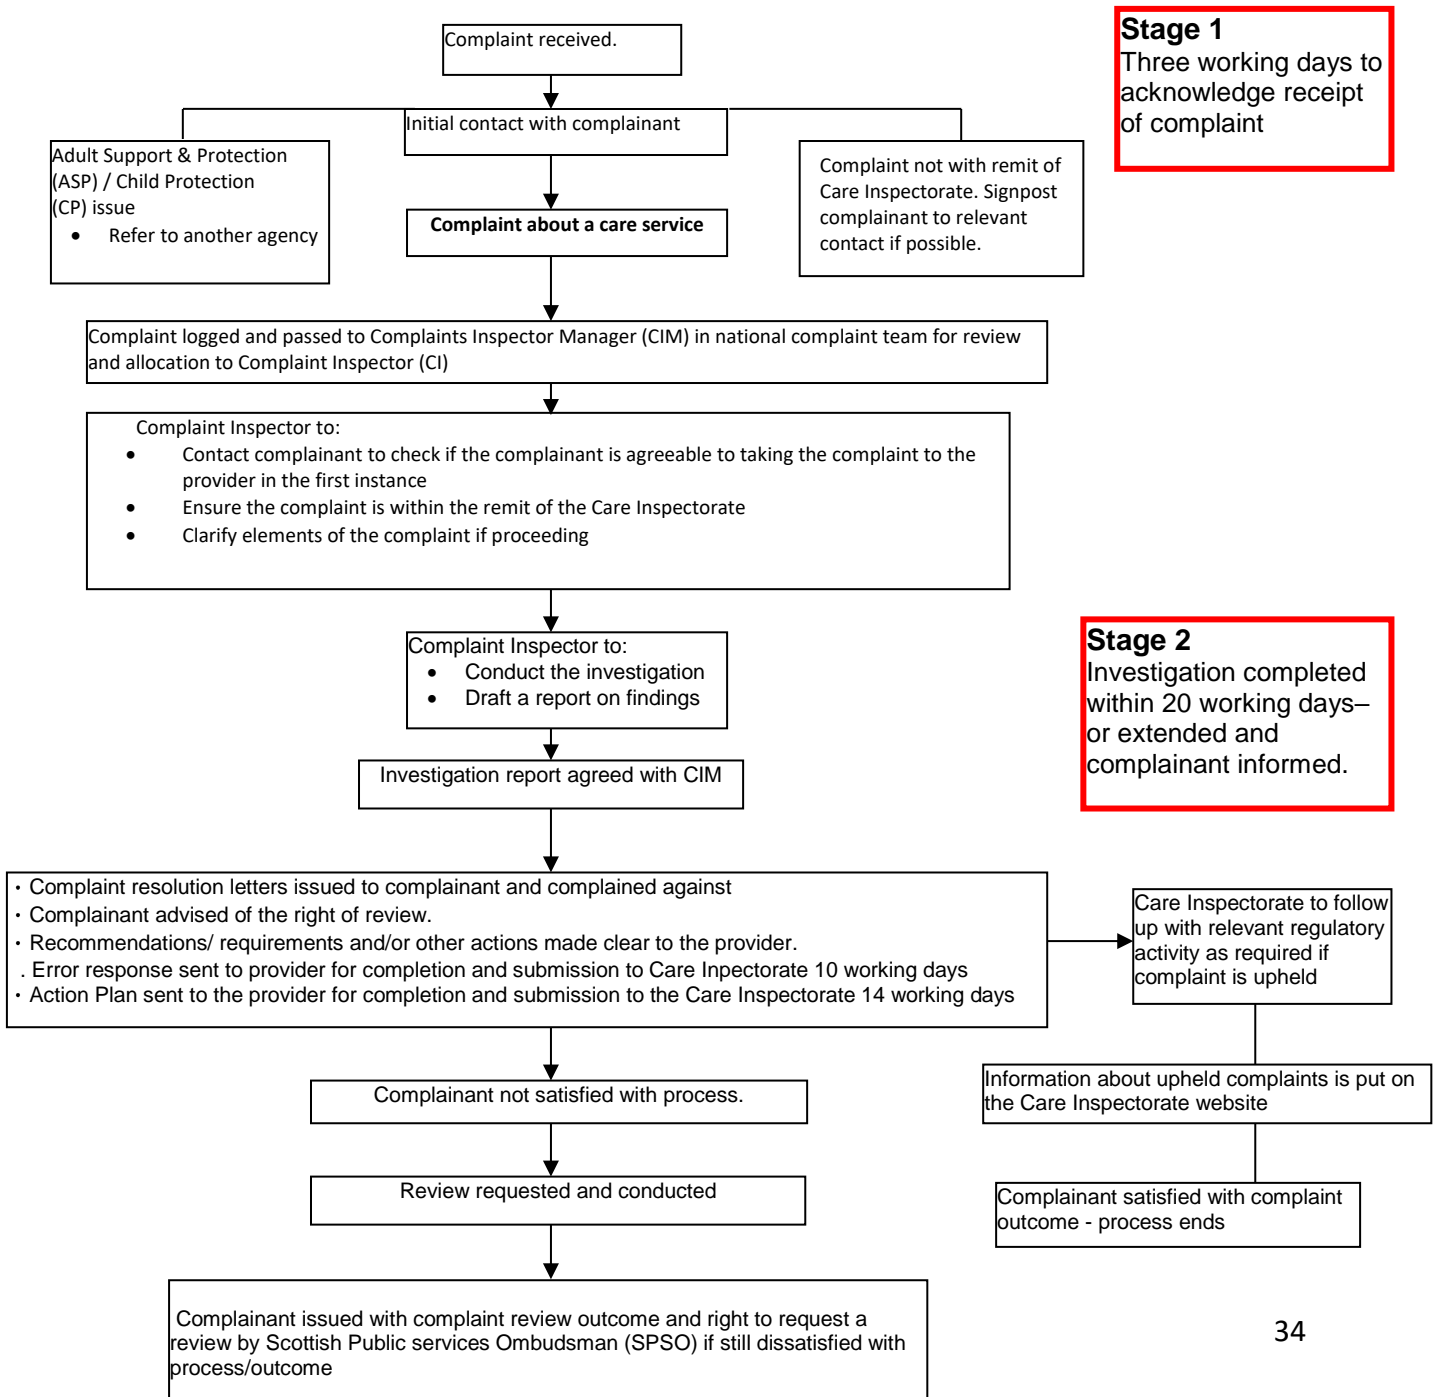 Complaint received.
Stage 1
Three working days to
acknowledge receipt
of complaint
Initial contact with complainant
Adult Support & Protection
(ASP) / Child Protection
(CP) issue
• Refer to another agency
Complaint not with remit of
Care Inspectorate. Signpost
complainant to relevant
contact if possible.
Complaint about a care service
Complaint logged and passed to Complaints Inspector Manager (CIM) in national complaint team for review
and allocation to Complaint Inspector (CI)
Complaint Inspector to:
• Contact complainant to check if the complainant is agreeable to taking the complaint to the
provider in the first instance
• Ensure the complaint is within the remit of the Care Inspectorate
• Clarify elements of the complaint if proceeding
Complaint Inspector to:
• Conduct the investigation
• Draft a report on findings
Stage 2
Investigation completed
within 20 working days–
or extended and
complainant informed.
Investigation report agreed with CIM
• Complaint resolution letters issued to complainant and complained against
• Complainant advised of the right of review.
• Recommendations/ requirements and/or other actions made clear to the provider.
. Error response sent to provider for completion and submission to Care Inpectorate 10 working days
• Action Plan sent to the provider for completion and submission to the Care Inspectorate 14 working days
Care Inspectorate to follow
up with relevant regulatory
activity as required if
complaint is upheld
Complainant not satisfied with process.
Information about upheld complaints is put on
the Care Inspectorate website
Review requested and conducted
Complainant satisfied with complaint
outcome - process ends
Complainant issued with complaint review outcome and right to request a
review by Scottish Public services Ombudsman (SPSO) if still dissatisfied with
process/outcome
34